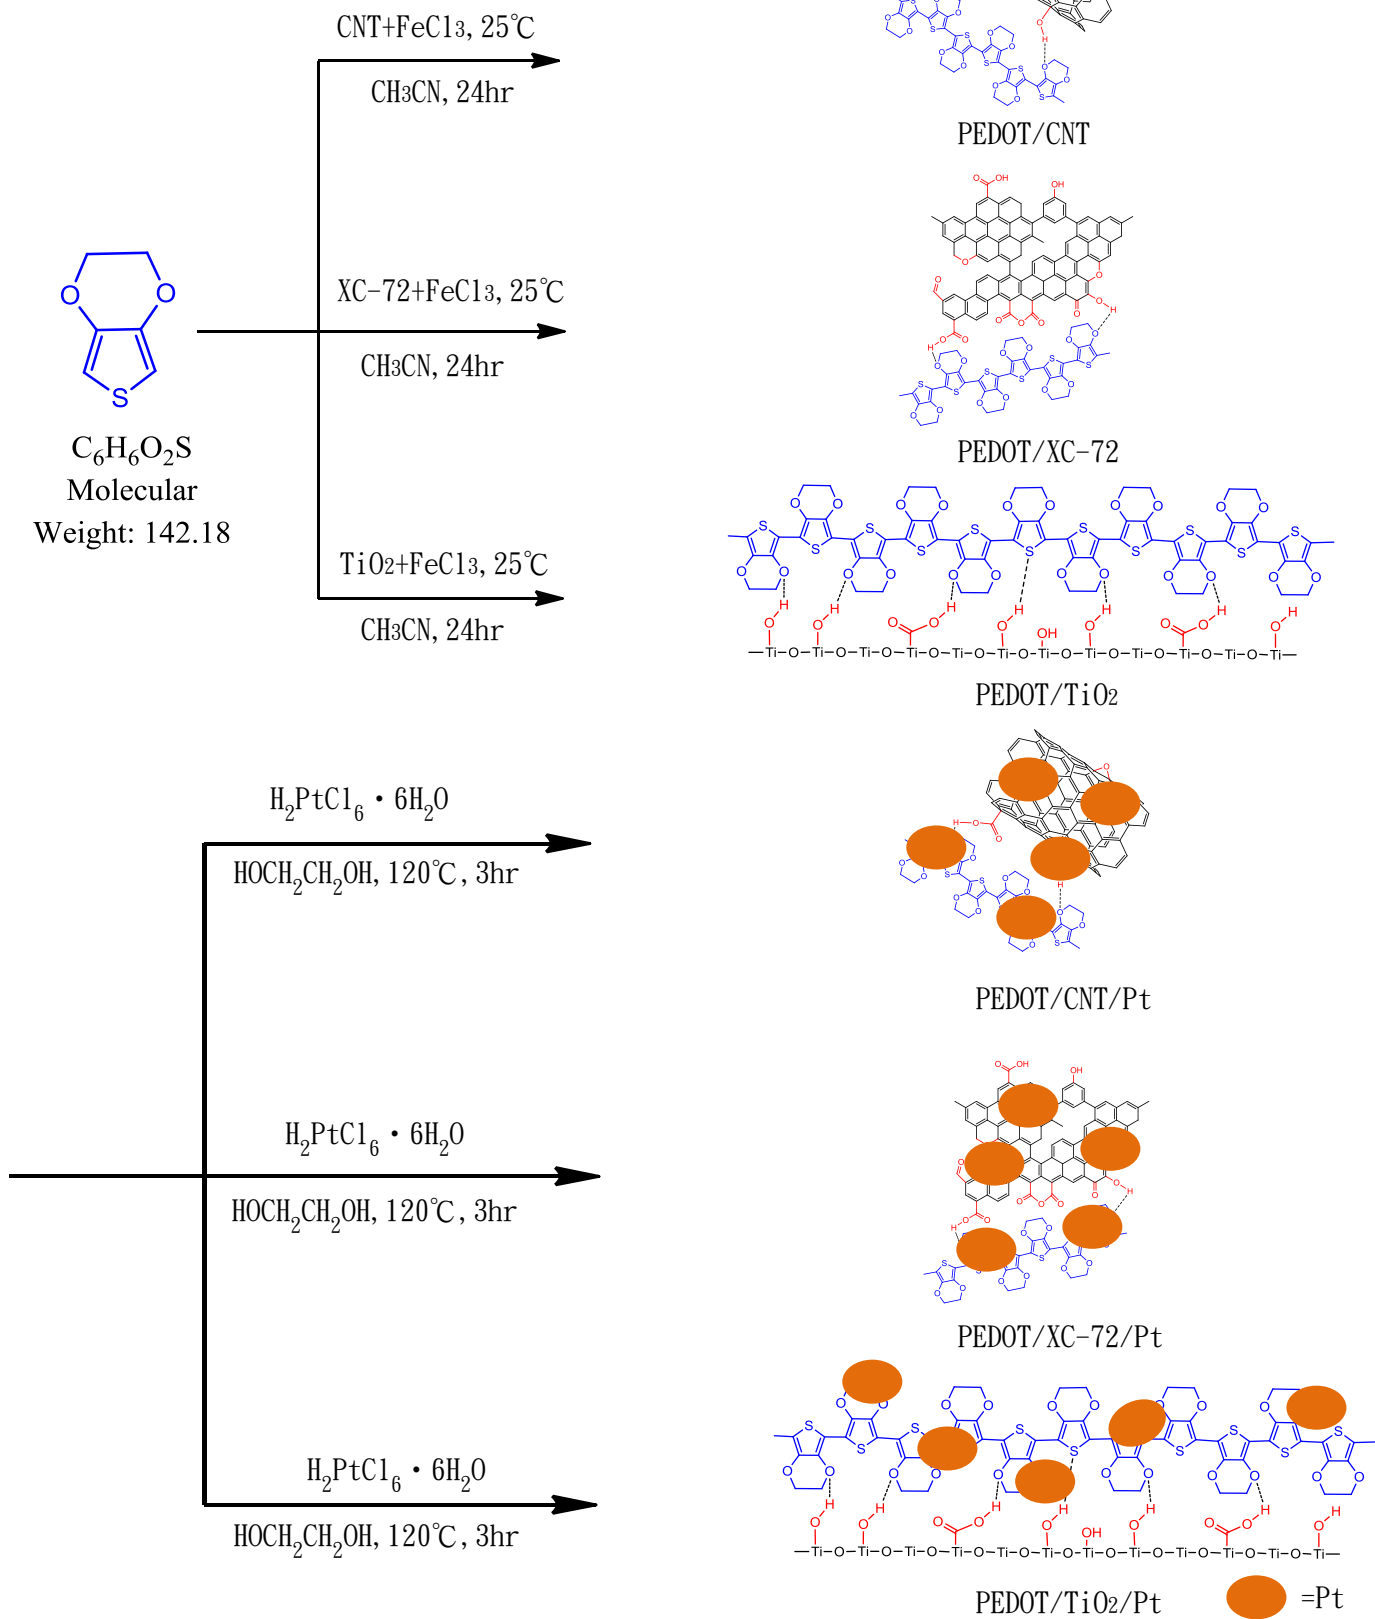 CNT+FeCl3, 25℃
CH3CN, 24hr
PEDOT/CNT
XC-72+FeCl3, 25℃
CH3CN, 24hr
PEDOT/XC-72
C6H6O2S
Molecular
Weight: 142.18
TiO2+FeCl3, 25℃
CH3CN, 24hr
PEDOT/TiO2
H2PtCl6・6H2O
HOCH2CH2OH, 120℃, 3hr
PEDOT/CNT/Pt
H2PtCl6・6H2O
HOCH2CH2OH, 120℃, 3hr
PEDOT/XC-72/Pt
H2PtCl6・6H2O
HOCH2CH2OH, 120℃, 3hr
PEDOT/TiO2/Pt
=Pt